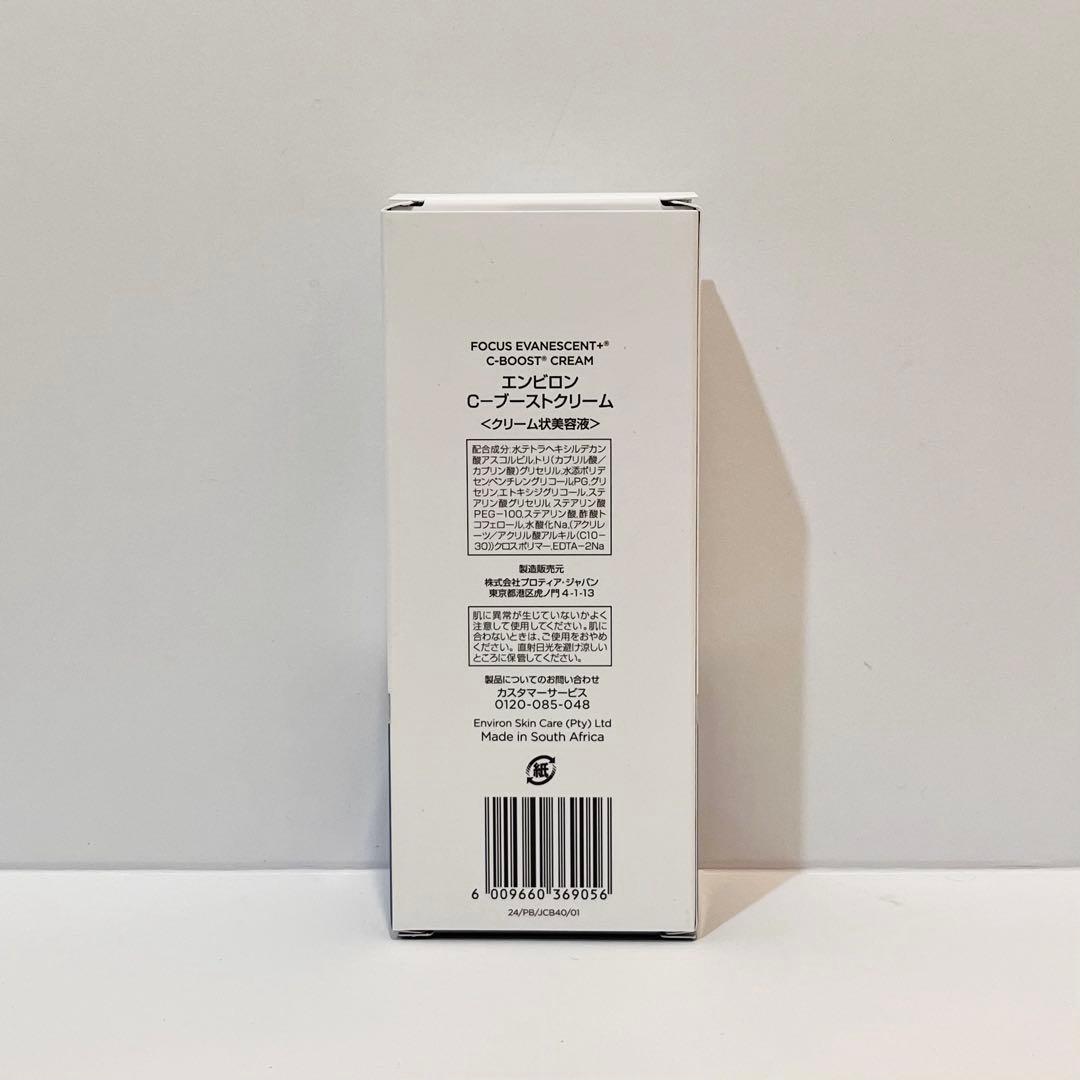 FOCUS EVANESCENT+®
C-BOOST® CREAM
エンビロン
C−ブーストクリーム
＜クリーム状美容液＞
配合成分:水,テトラヘキシルデカン
酸アスコルビル,トリ(カプリル酸／
カプリン酸)グリセリル,水添ポリデ
セン,ペンチレングリコール,PG,グリ
セリン,エトキシジグリコール,ステ
アリン酸グリセリル,ステアリン酸
PEG−100,ステアリン酸,酢酸ト
コフェロール,水酸化Na,(アクリレ
ーツ／アクリル酸アルキル(C10−
30))クロスポリマー,EDTA−2Na
製造販売元
株式会社プロティア・ジャパン
東京都港区虎ノ門 4-1-13
肌に異常が生じていないかよく
注意して使用してください。肌に
合わないときは、ご使用をおやめ
ください。直射日光を避け涼しい
ところに保管してください。
製品についてのお問い合わせ
カスタマーサービス
0120-085-048
Environ Skin Care (Pty) Ltd
Made in South Africa
紙
6 009660 369056
24/PB/JCB40/01